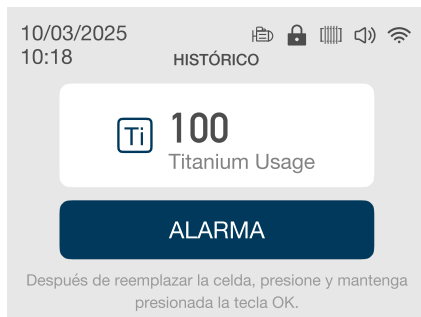 10/03/2025
10:18
HISTÓRICO
Ti
100
Titanium Usage
ALARMA
Después de reemplazar la celda, presione y mantenga
presionada la tecla OK.